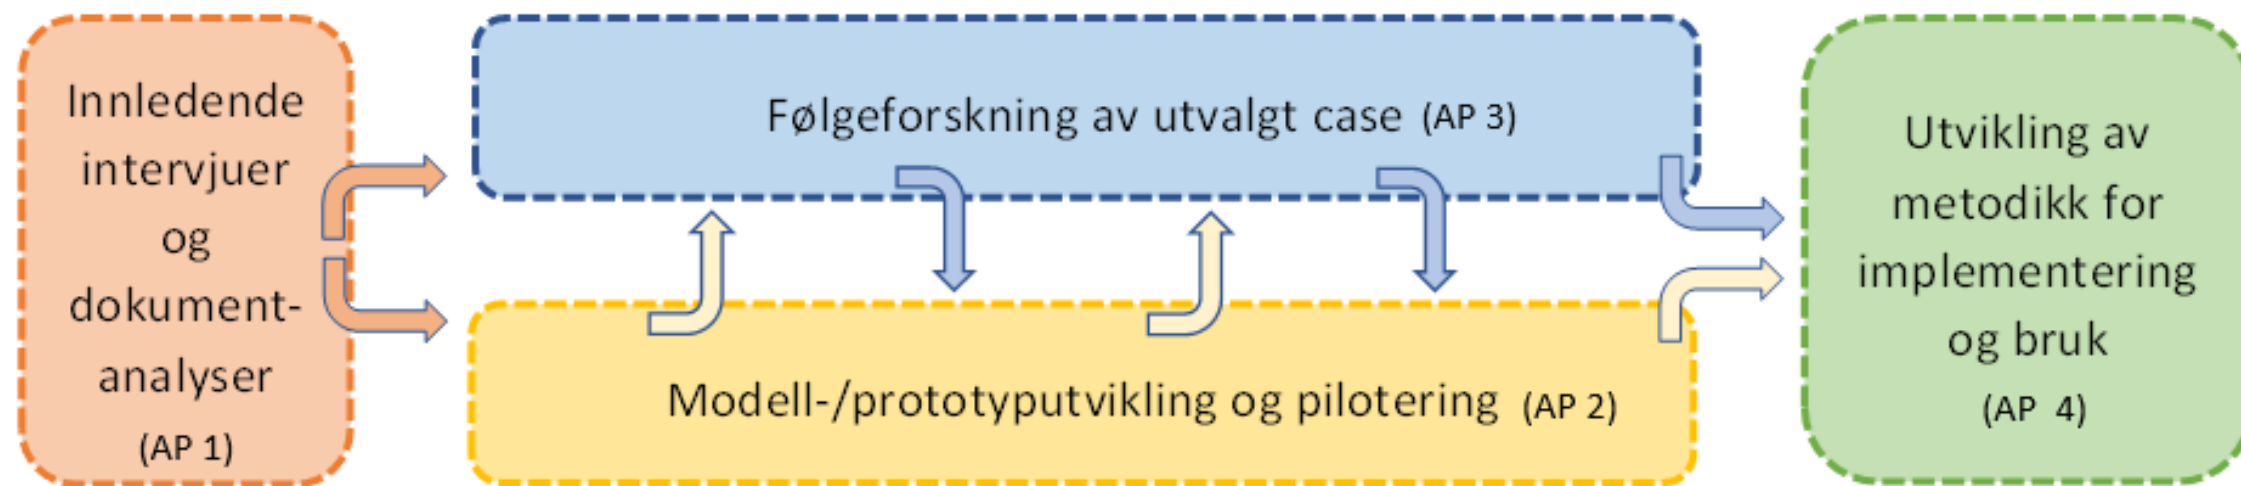 Innledende
intervjuer
og
dokument-
analyser
(AP 1)
Følgeforskning av utvalgt case (AP 3)
Modell-/prototyputvikling og pilotering (AP 2)
Utvikling av
metodikk for
implementering
og bruk
(AP 4)